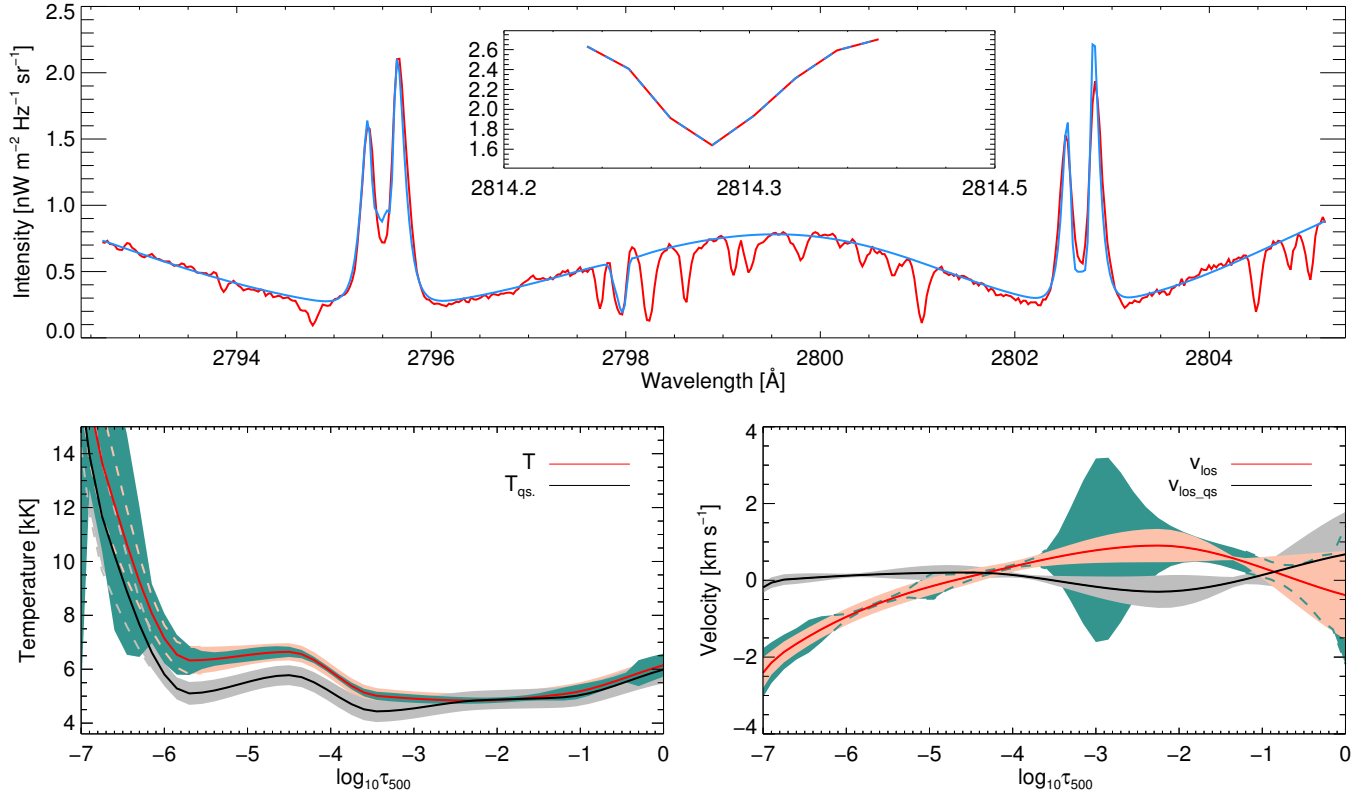 Intensity [nW m⁻² Hz⁻¹ sr⁻¹]
2.5
2.0
1.5
1.0
0.5
0.0
2.6
2.4
2.2
2.0
1.8
1.6
2814.2 2814.3 2814.5
2794 2796 2798 2800 2802 2804
Wavelength [Å]
Temperature [kK]
14
12
10
8
6
4
T
T_qs.
−7 −6 −5 −4 −3 −2 −1 0
log₁₀τ₅₀₀
Velocity [km s⁻¹]
4
2
0
−2
−4
v_los
v_los_qs
−7 −6 −5 −4 −3 −2 −1 0
log₁₀τ₅₀₀